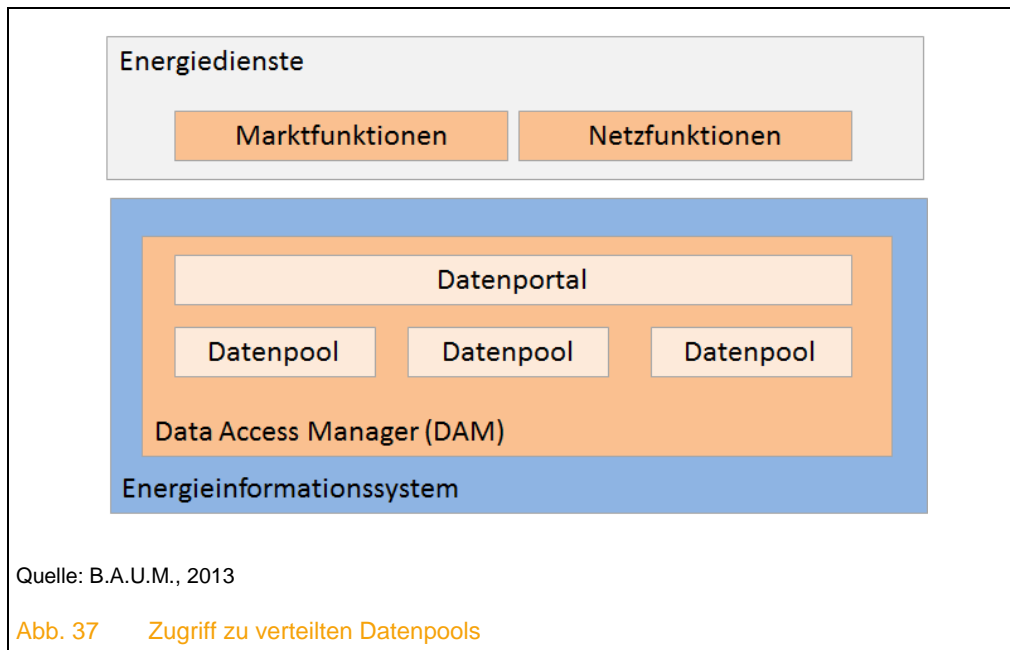 Energiedienste
Marktfunktionen Netzfunktionen
Datenportal
Datenpool Datenpool Datenpool
Data Access Manager (DAM)
Energieinformationssystem
Quelle: B.A.U.M., 2013
Abb. 37 Zugriff zu verteilten Datenpools